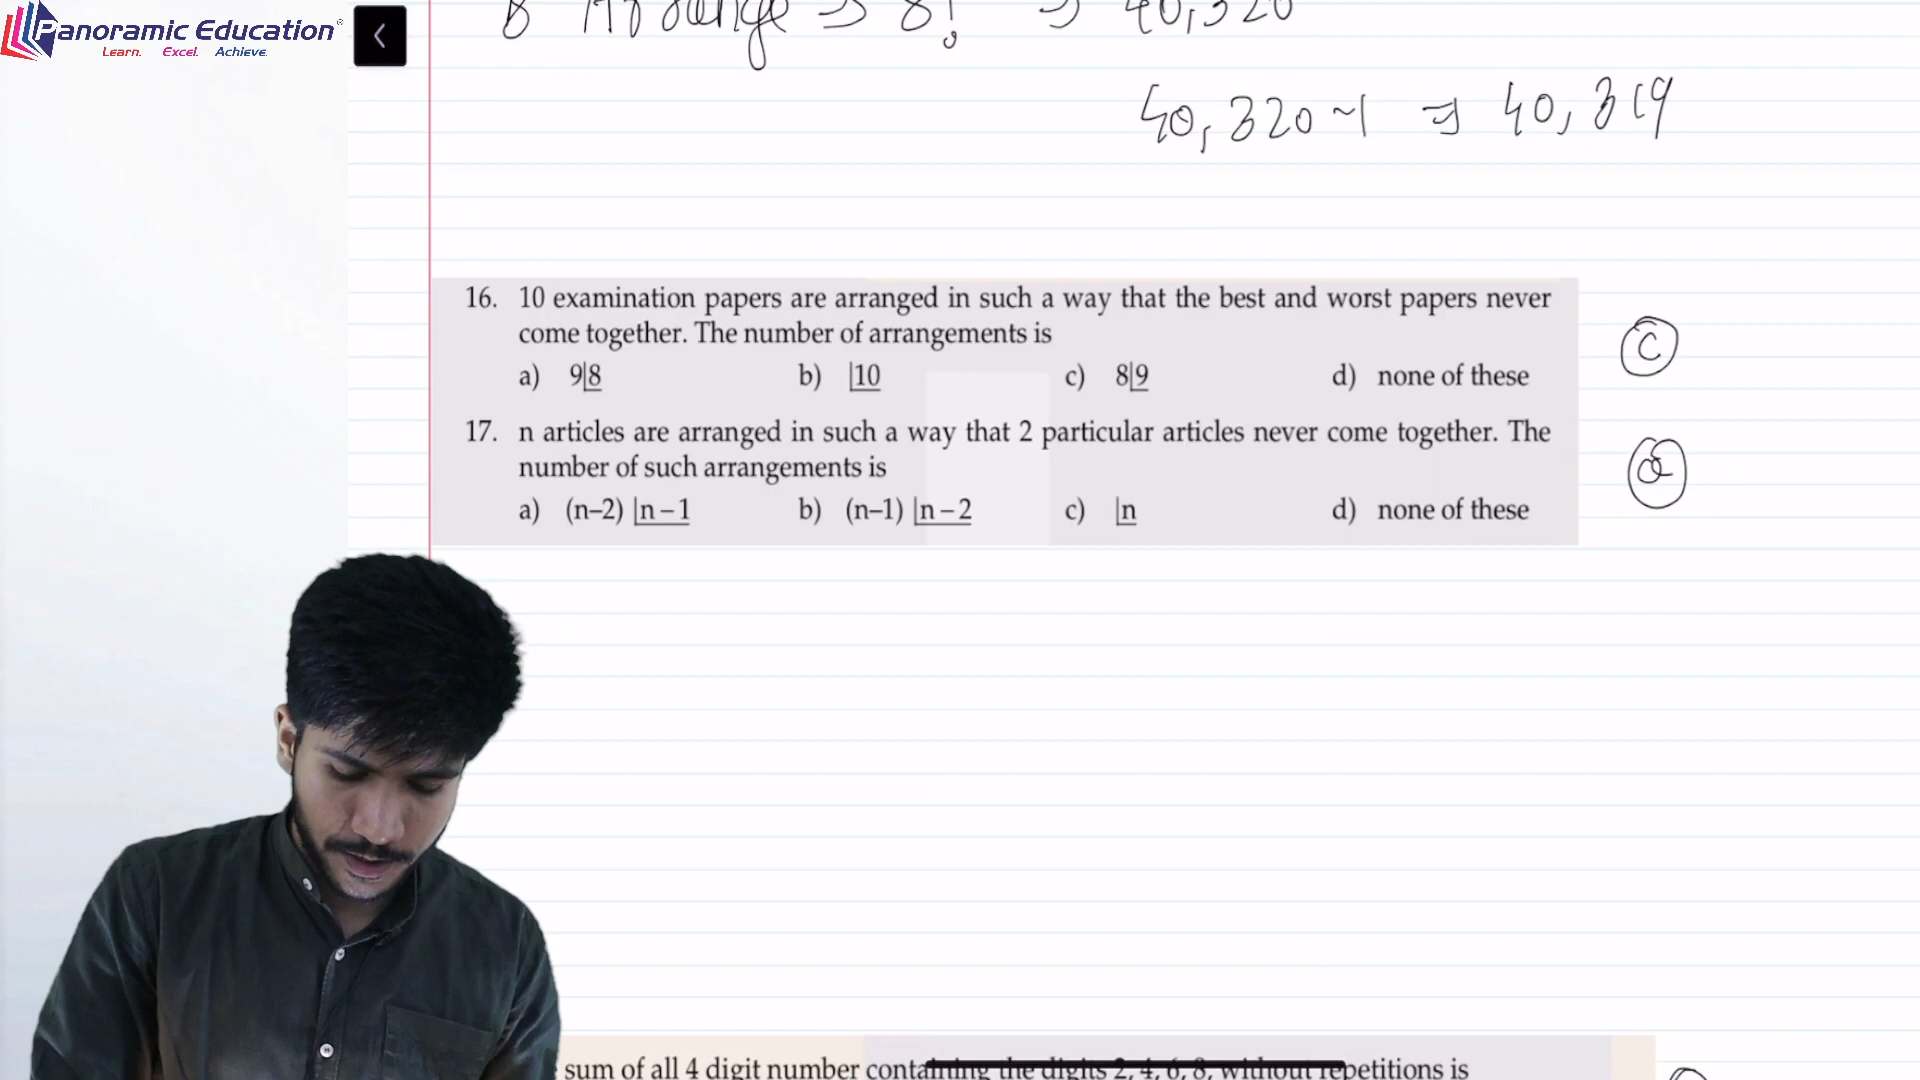 Panoramic Education®
Learn. Excel. Achieve.
Arrange ⇒ 8! ⇒ 40,320
40,320-1 ⇒ 40,319
16. 10 examination papers are arranged in such a way that the best and worst papers never
come together. The number of arrangements is
a) 9|8 b) |10 c) 8|9 d) none of these
C
17. n articles are arranged in such a way that 2 particular articles never come together. The
number of such arrangements is
a) (n–2) |n–1 b) (n–1) |n–2 c) |n d) none of these
a
sum of all 4 digit number containing the digits 2, 4, 6, 8, without repetitions is